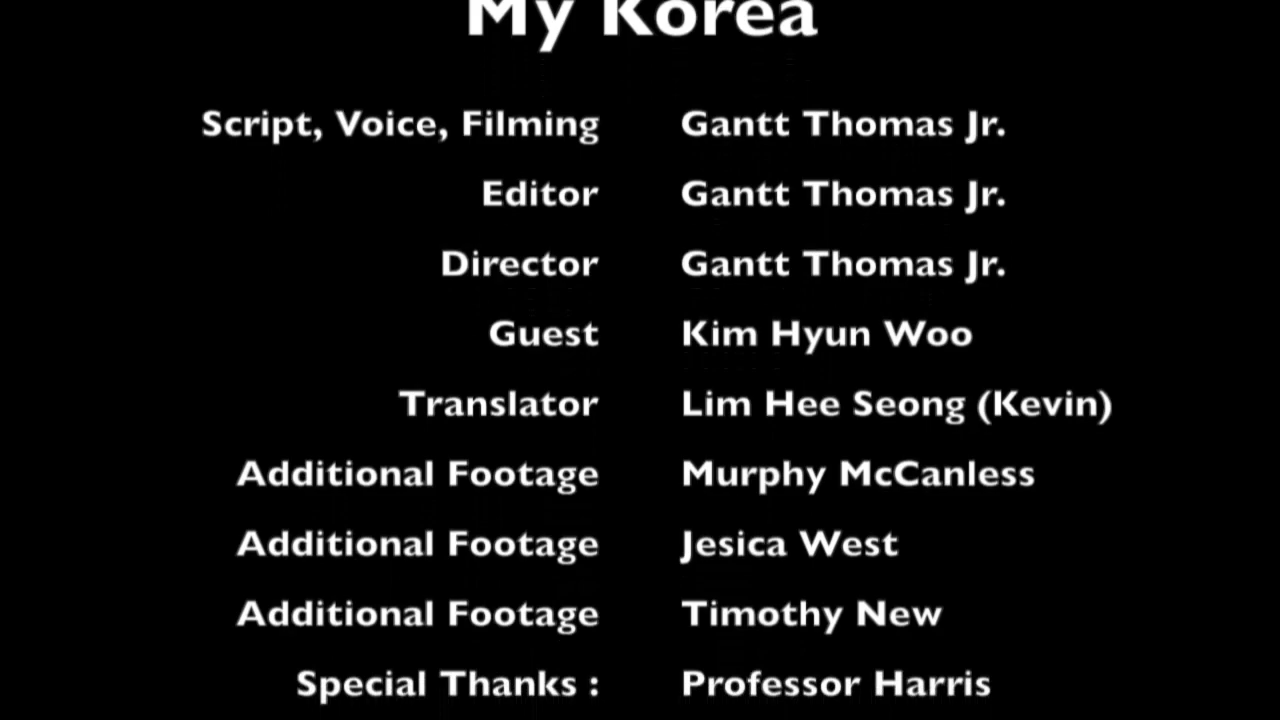 My Korea
Script, Voice, Filming Gantt Thomas Jr.
Editor Gantt Thomas Jr.
Director Gantt Thomas Jr.
Guest Kim Hyun Woo
Translator Lim Hee Seong (Kevin)
Additional Footage Murphy McCanless
Additional Footage Jesica West
Additional Footage Timothy New
Special Thanks : Professor Harris